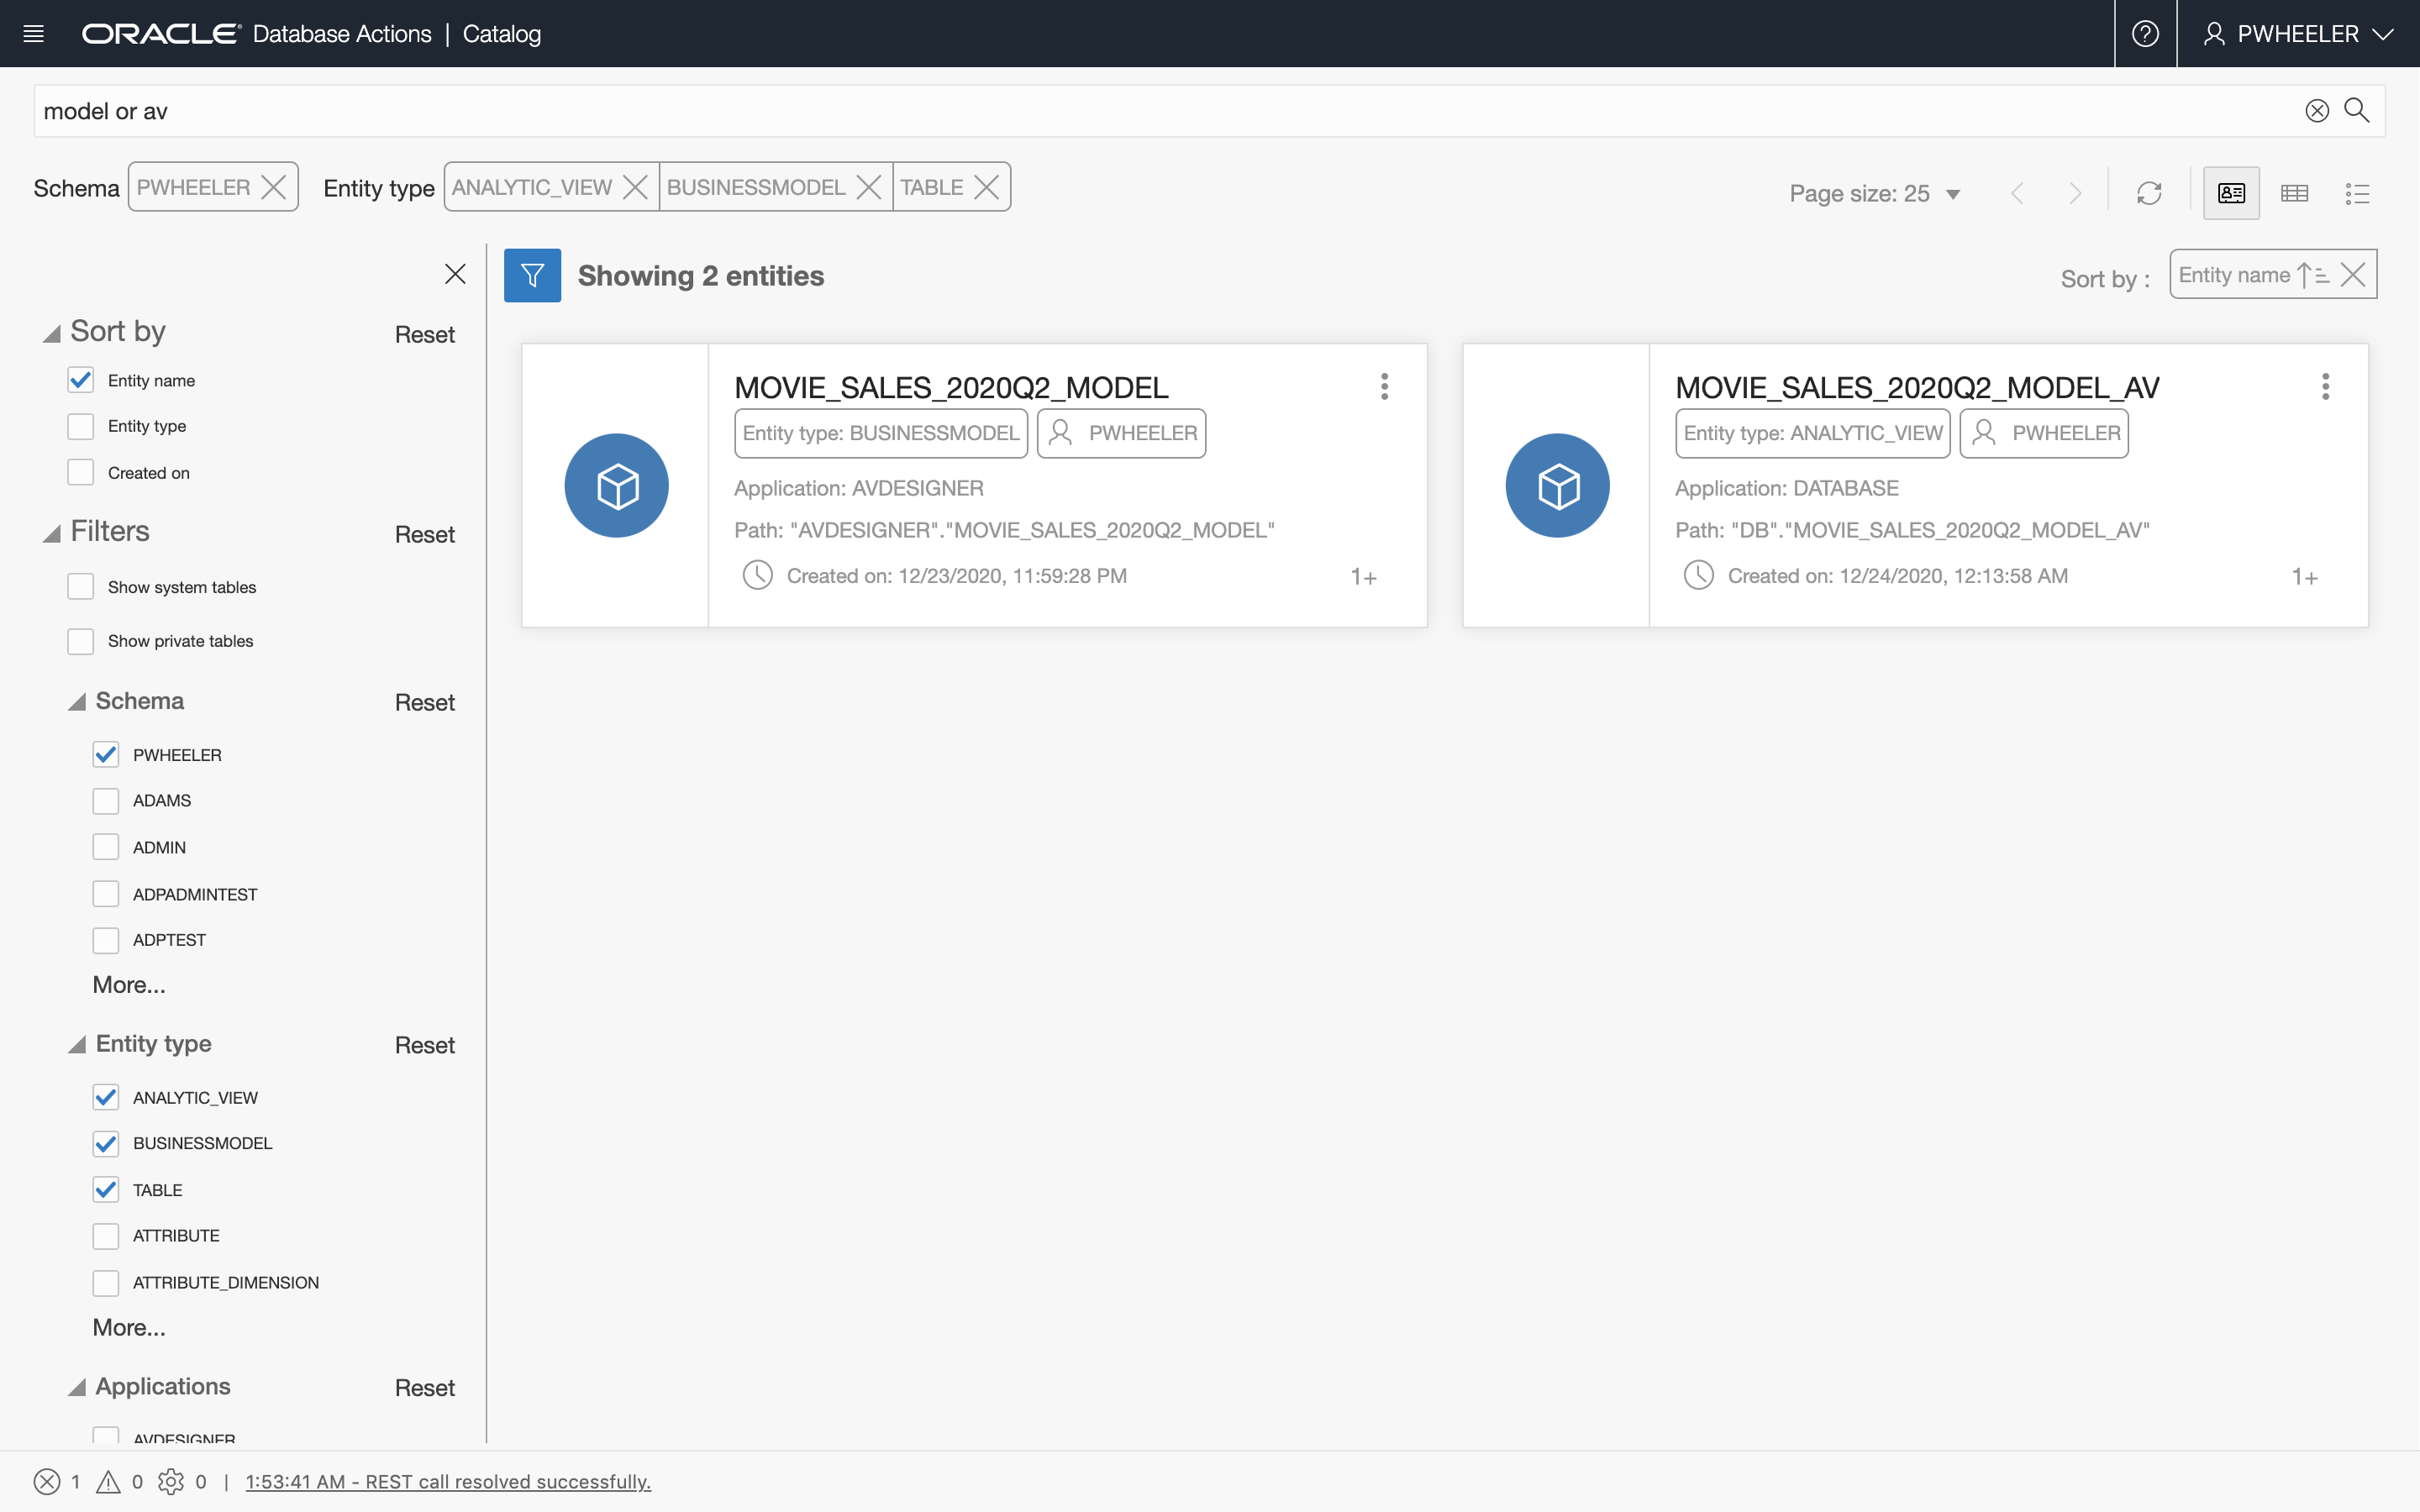 ORACLE Database Actions | Catalog
PWHEELER
model or av
Schema PWHEELER Entity type ANALYTIC_VIEW BUSINESSMODEL TABLE
Page size: 25
Showing 2 entities
Sort by : Entity name
Sort by Reset
Entity name
Entity type
Created on
Filters Reset
Show system tables
Show private tables
Schema Reset
PWHEELER
ADAMS
ADMIN
ADPADMINTEST
ADPTEST
More...
Entity type Reset
ANALYTIC_VIEW
BUSINESSMODEL
TABLE
ATTRIBUTE
ATTRIBUTE_DIMENSION
More...
Applications Reset
AVDESIGNER
MOVIE_SALES_2020Q2_MODEL
Entity type: BUSINESSMODEL PWHEELER
Application: AVDESIGNER
Path: "AVDESIGNER"."MOVIE_SALES_2020Q2_MODEL"
Created on: 12/23/2020, 11:59:28 PM 1+
MOVIE_SALES_2020Q2_MODEL_AV
Entity type: ANALYTIC_VIEW PWHEELER
Application: DATABASE
Path: "DB"."MOVIE_SALES_2020Q2_MODEL_AV"
Created on: 12/24/2020, 12:13:58 AM 1+
1 0 0 | 1:53:41 AM - REST call resolved successfully.